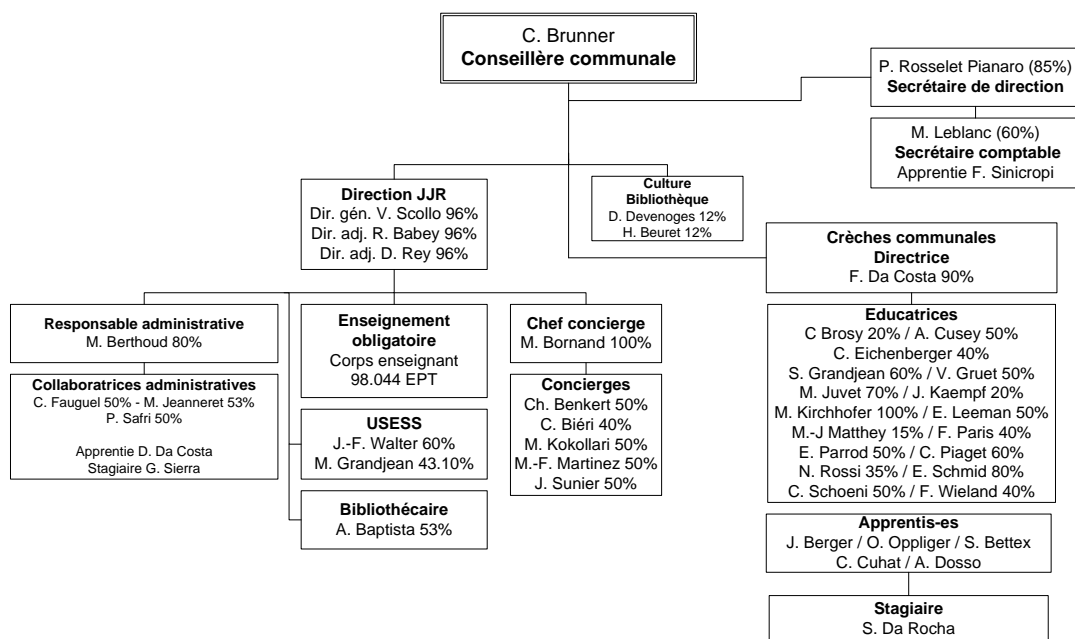 C. Brunner
Conseillère communale
P. Rosselet Pianaro (85%)
Secrétaire de direction
M. Leblanc (60%)
Secrétaire comptable
Apprentie F. Sinicropi
Direction JJR
Dir. gén. V. Scollo 96%
Dir. adj. R. Babey 96%
Dir. adj. D. Rey 96%
Culture
Bibliothèque
D. Devenoges 12%
H. Beuret 12%
Crèches communales
Directrice
F. Da Costa 90%
Responsable administrative
M. Berthoud 80%
Collaboratrices administratives
C. Fauguel 50% - M. Jeanneret 53%
P. Safri 50%
Apprentie D. Da Costa
Stagiaire G. Sierra
Enseignement
obligatoire
Corps enseignant
98.044 EPT
USESS
J.-F. Walter 60%
M. Grandjean 43.10%
Bibliothécaire
A. Baptista 53%
Chef concierge
M. Bornand 100%
Concierges
Ch. Benkert 50%
C. Biéri 40%
M. Kokollari 50%
M.-F. Martinez 50%
J. Sunier 50%
Educatrices
C Brosy 20% / A. Cusey 50%
C. Eichenberger 40%
S. Grandjean 60% / V. Gruet 50%
M. Juvet 70% / J. Kaempf 20%
M. Kirchhofer 100% / E. Leeman 50%
M.-J Matthey 15% / F. Paris 40%
E. Parrod 50% / C. Piaget 60%
N. Rossi 35% / E. Schmid 80%
C. Schoeni 50% / F. Wieland 40%
Apprentis-es
J. Berger / O. Oppliger / S. Bettex
C. Cuhat / A. Dosso
Stagiaire
S. Da Rocha